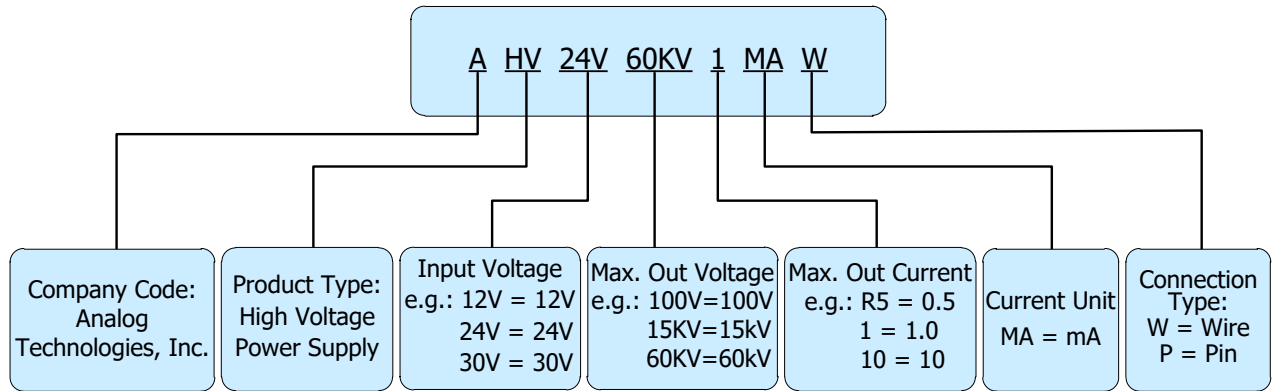 A HV 24V 60KV 1 MA W
Company Code:
Analog
Technologies, Inc.
Product Type:
High Voltage
Power Supply
Input Voltage
e.g.: 12V = 12V
24V = 24V
30V = 30V
Max. Out Voltage
e.g.: 100V=100V
15KV=15kV
60KV=60kV
Max. Out Current
e.g.: R5 = 0.5
1 = 1.0
10 = 10
Current Unit
MA = mA
Connection
Type:
W = Wire
P = Pin